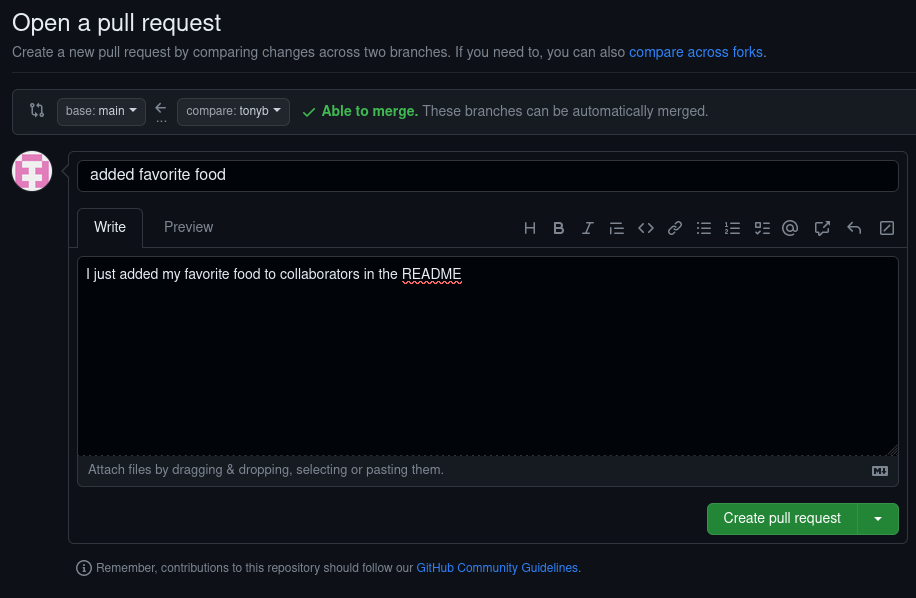 Open a pull request
Create a new pull request by comparing changes across two branches. If you need to, you can also compare across forks.
base: main ... compare: tonyb Able to merge. These branches can be automatically merged.
added favorite food
Write Preview
I just added my favorite food to collaborators in the README
Attach files by dragging & dropping, selecting or pasting them.
Create pull request
Remember, contributions to this repository should follow our GitHub Community Guidelines.